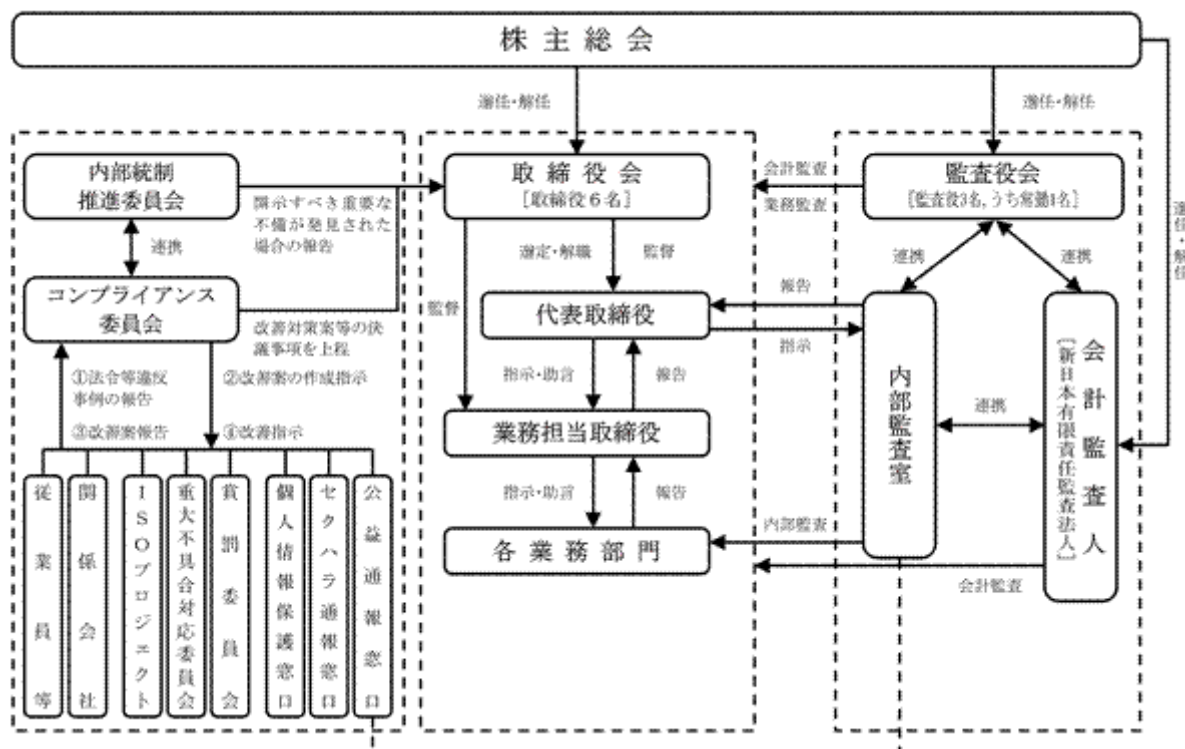 株主総会
選任・解任
選任・解任
選任・解任
内部統制
推進委員会
連携
コンプライアンス
委員会
開示すべき重要な
不備が発見された
場合の報告
改善対策案等の決
議事項を上程
①法令等違反
事例の報告
②改善案の作成指示
③改善案報告
④改善指示
従業員等
関係会社
ISOプロジェクト
重大不具合対応委員会
賞罰委員会
個人情報保護窓口
セクハラ通報窓口
公益通報窓口
取締役会
[取締役6名]
選定・解職
監督
監督
代表取締役
指示・助言
報告
業務担当取締役
指示・助言
報告
各業務部門
会計監査
業務監査
報告
指示
内部監査
会計監査
監査役会
[監査役3名,うち常勤1名]
連携
連携
内部監査室
連携
会計監査人
[新日本有限責任監査法人]